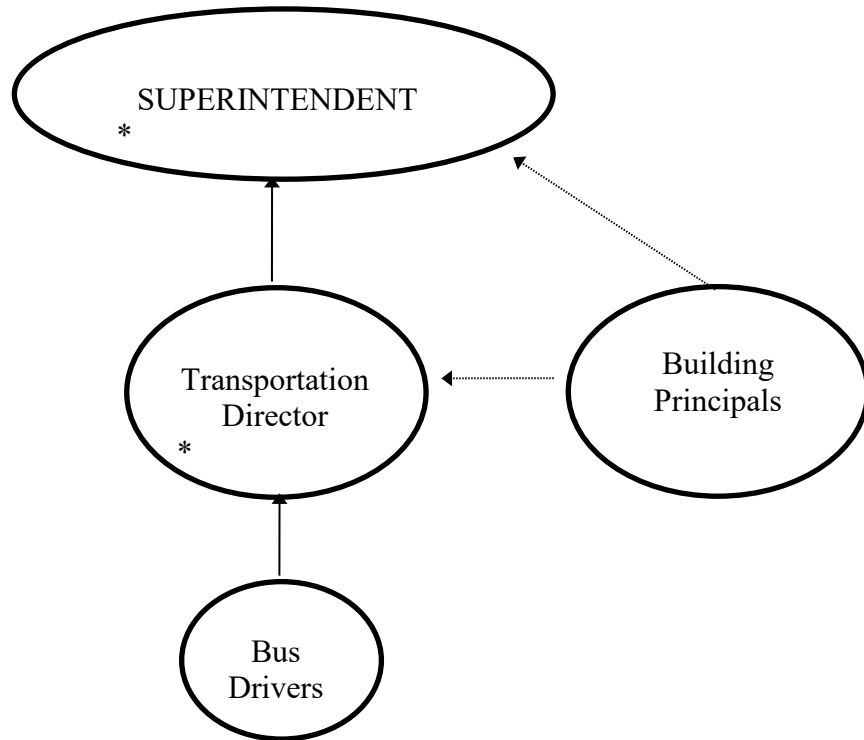 SUPERINTENDENT
*
Transportation
Director
*
Building
Principals
Bus
Drivers